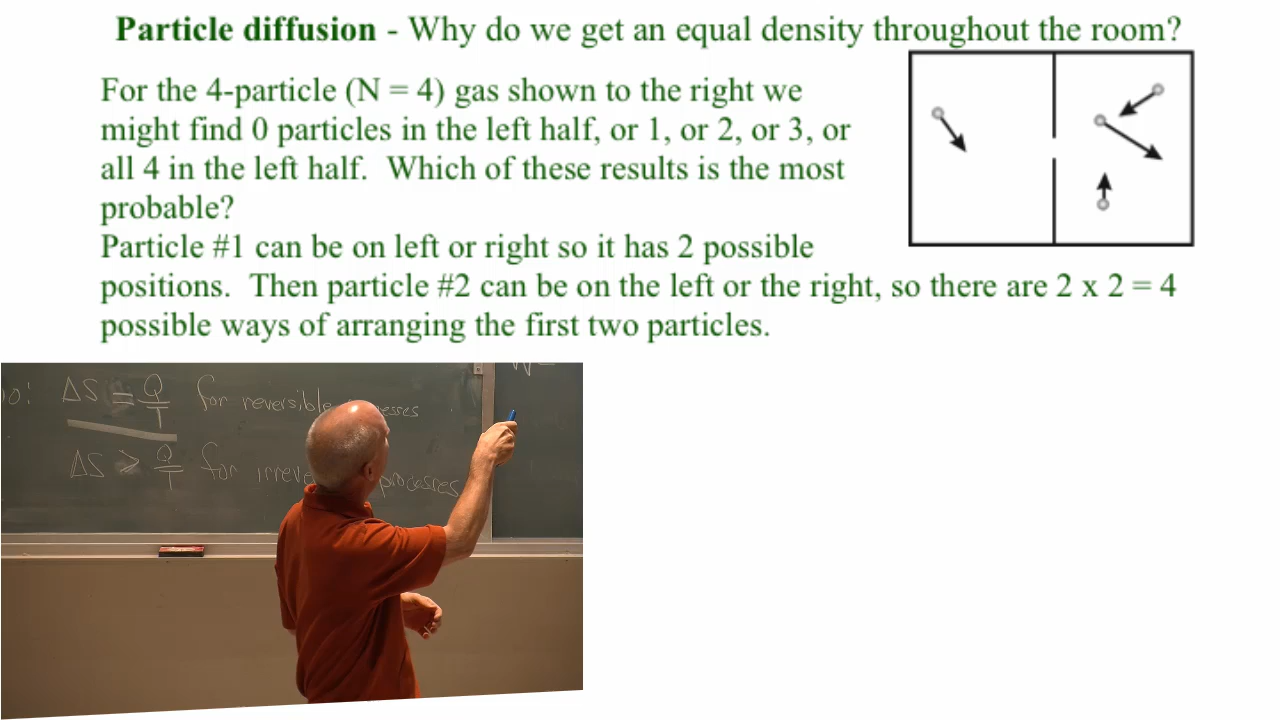 Particle diffusion - Why do we get an equal density throughout the room?
For the 4-particle (N = 4) gas shown to the right we
might find 0 particles in the left half, or 1, or 2, or 3, or
all 4 in the left half.  Which of these results is the most
probable?
Particle #1 can be on left or right so it has 2 possible
positions.  Then particle #2 can be on the left or the right, so there are 2 x 2 = 4
possible ways of arranging the first two particles.
ΔS = Q/T for reversible
ΔS > Q/T for processes